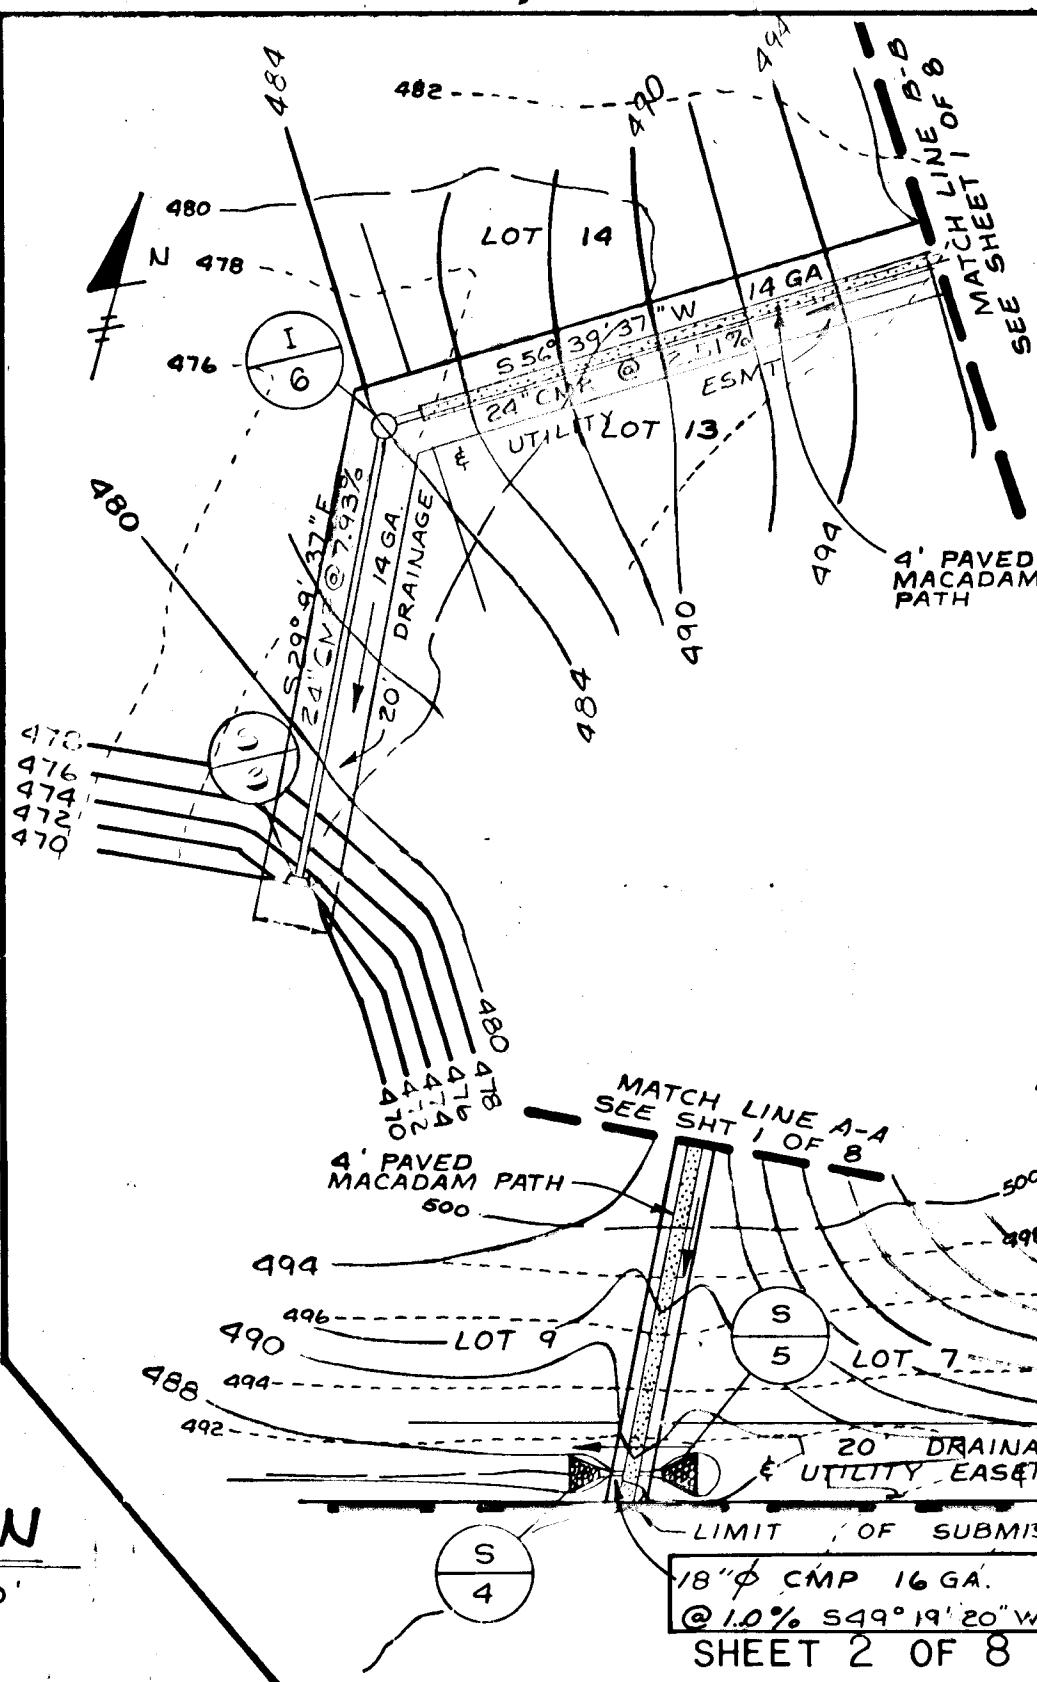 484
482
490
494
MATCH LINE B-B
SEE SHEET 1 OF 8
480
N
478
LOT 14
476
I
6
S 56° 39' 37" W
14 GA
24" CMP @
ESMT
& UTILITY
LOT 13
480
S 29° 9' 37" E
24" CMP @ 7.93%
14 GA.
DRAINAGE
20'
494
4' PAVED
MACADAM
PATH
490
484
478
476
474
472
470
480
478
476
474
472
470
MATCH LINE A-A
SEE SHT 1 OF 8
4' PAVED
MACADAM PATH
500
500
494
496
LOT 9
490
S
5
LOT 7
488
494
492
20' DRAINA
& UTILITY
LIMIT OF SUBMI
S
4
18"Ø CMP 16 GA.
@ 1.0% S49° 19' 20" W
SHEET 2 OF 8
N